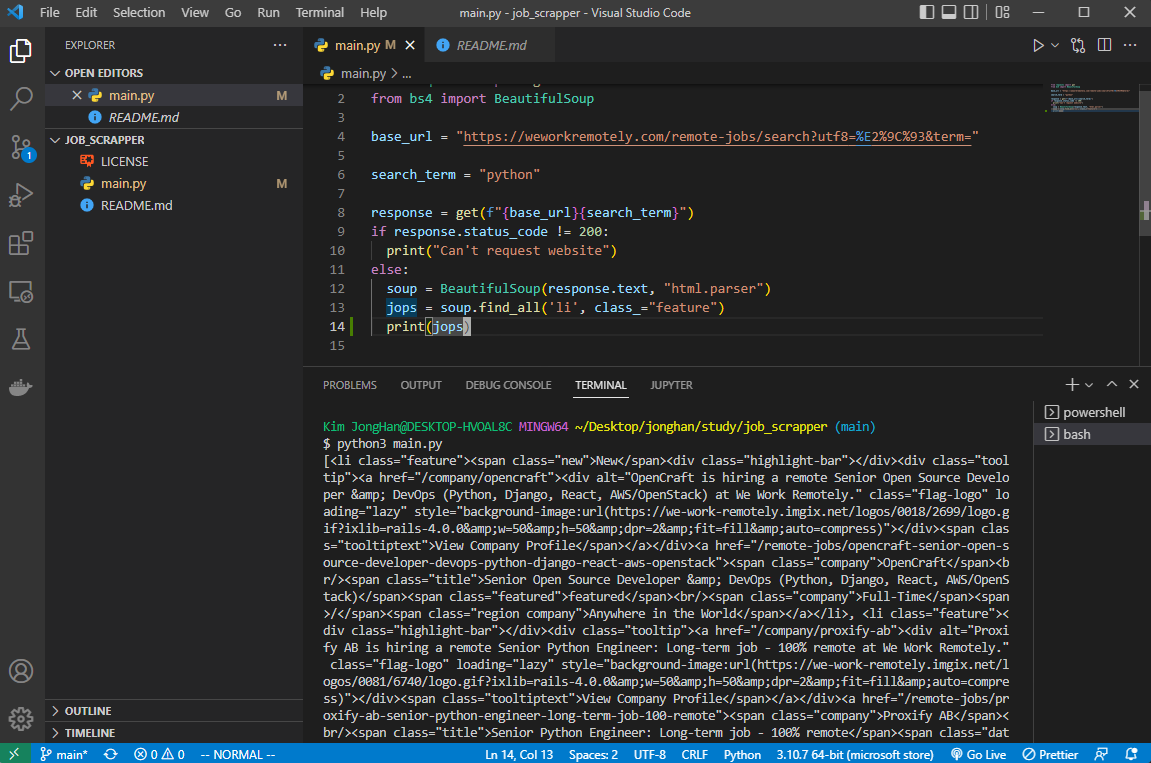 File Edit Selection View Go Run Terminal Help main.py - job_scrapper - Visual Studio Code
EXPLORER
OPEN EDITORS
main.py M
README.md
JOB_SCRAPPER
LICENSE
main.py M
README.md
OUTLINE
TIMELINE
1
main.py M
README.md
main.py > ...
2 from bs4 import BeautifulSoup
3
4 base_url = "https://weworkremotely.com/remote-jobs/search?utf8=%E2%9C%93&term="
5
6 search_term = "python"
7
8 response = get(f"{base_url}{search_term}")
9 if response.status_code != 200:
10 print("Can't request website")
11 else:
12 soup = BeautifulSoup(response.text, "html.parser")
13 jops = soup.find_all('li', class_="feature")
14 print(jops)
15
PROBLEMS OUTPUT DEBUG CONSOLE TERMINAL JUPYTER
powershell
bash
Kim JongHan@DESKTOP-HVOAL8C MINGW64 ~/Desktop/jonghan/study/job_scrapper (main)
$ python3 main.py
[<li class="feature"><span class="new">New</span><div class="highlight-bar"></div><div class="tool
tip"><a href="/company/opencraft"><div alt="OpenCraft is hiring a remote Senior Open Source Develo
per &amp; DevOps (Python, Django, React, AWS/OpenStack) at We Work Remotely." class="flag-logo" lo
ading="lazy" style="background-image:url(https://we-work-remotely.imgix.net/logos/0018/2699/logo.g
if?ixlib=rails-4.0.0&amp;w=50&amp;h=50&amp;dpr=2&amp;fit=fill&amp;auto=compress)"></div><span clas
s="tooltiptext">View Company Profile</span></a></div><a href="/remote-jobs/opencraft-senior-open-s
ource-developer-devops-python-django-react-aws-openstack"><span class="company">OpenCraft</span><b
r/><span class="title">Senior Open Source Developer &amp; DevOps (Python, Django, React, AWS/OpenS
tack)</span><span class="featured">featured</span><br/><span class="company">Full-Time</span><span
>/</span><span class="region company">Anywhere in the World</span></a></li>, <li class="feature"><
div class="highlight-bar"></div><div class="tooltip"><a href="/company/proxify-ab"><div alt="Proxi
fy AB is hiring a remote Senior Python Engineer: Long-term job - 100% remote at We Work Remotely."
class="flag-logo" loading="lazy" style="background-image:url(https://we-work-remotely.imgix.net/l
ogos/0081/6740/logo.gif?ixlib=rails-4.0.0&amp;w=50&amp;h=50&amp;dpr=2&amp;fit=fill&amp;auto=compre
ss)"></div><span class="tooltiptext">View Company Profile</span></a></div><a href="/remote-jobs/pr
oxify-ab-senior-python-engineer-long-term-job-100-remote"><span class="company">Proxify AB</span><
br/><span class="title">Senior Python Engineer: Long-term job - 100% remote</span><span class="dat
main* 0 0 -- NORMAL -- Ln 14, Col 13 Spaces: 2 UTF-8 CRLF Python 3.10.7 64-bit (microsoft store) Go Live Prettier